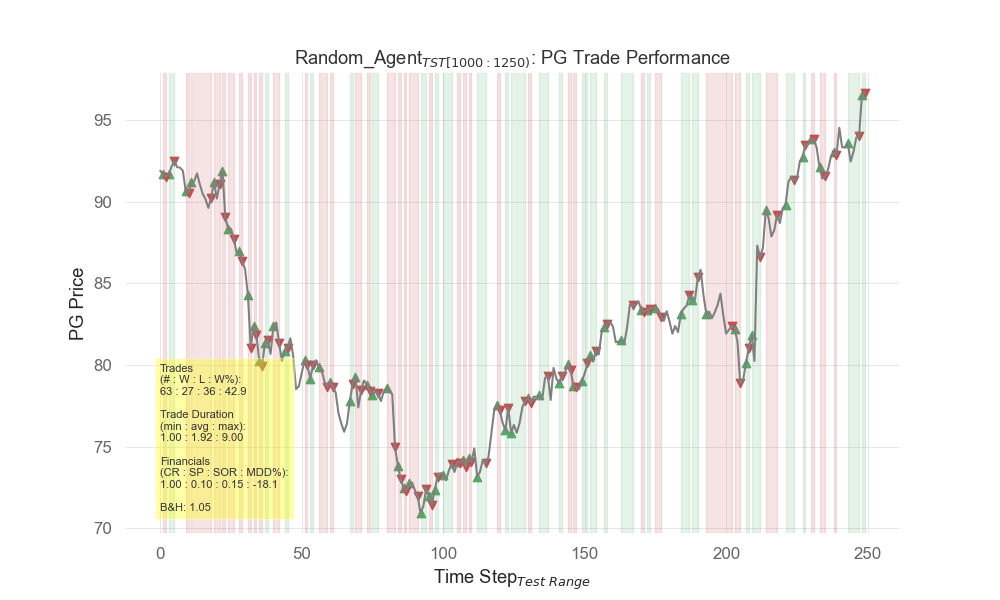 Random_Agent TST[1000 : 1250): PG Trade Performance
PG Price
95
90
85
80
75
70
Trades
(# : W : L : W%):
63 : 27 : 36 : 42.9
Trade Duration
(min : avg : max):
1.00 : 1.92 : 9.00
Financials
(CR : SP : SOR : MDD%):
1.00 : 0.10 : 0.15 : -18.1
B&H: 1.05
0 50 100 150 200 250
Time Step Test Range